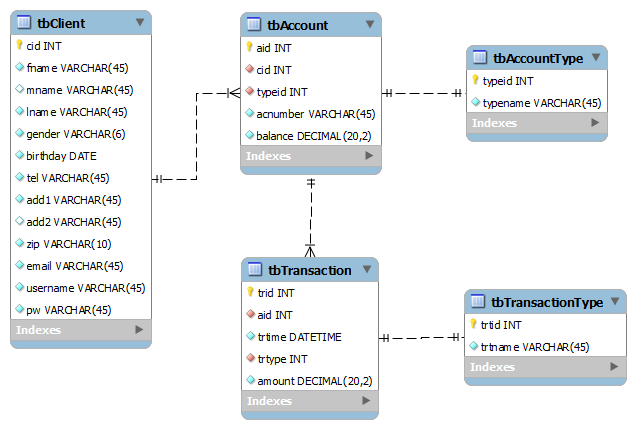 tbClient
cid INT
fname VARCHAR(45)
mname VARCHAR(45)
lname VARCHAR(45)
gender VARCHAR(6)
birthday DATE
tel VARCHAR(45)
add1 VARCHAR(45)
add2 VARCHAR(45)
zip VARCHAR(10)
email VARCHAR(45)
username VARCHAR(45)
pw VARCHAR(45)
Indexes
tbAccount
aid INT
cid INT
typeid INT
acnumber VARCHAR(45)
balance DECIMAL(20,2)
Indexes
tbAccountType
typeid INT
typename VARCHAR(45)
Indexes
tbTransaction
trid INT
aid INT
trtime DATETIME
trtype INT
amount DECIMAL(20,2)
Indexes
tbTransactionType
trtid INT
trtname VARCHAR(45)
Indexes